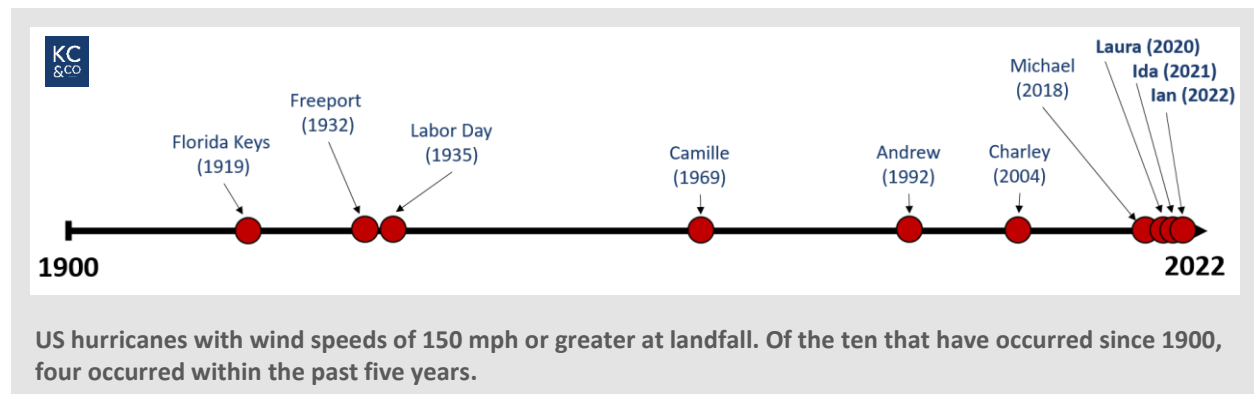 KC
&CO
Florida Keys
(1919)
Freeport
(1932)
Labor Day
(1935)
Camille
(1969)
Andrew
(1992)
Charley
(2004)
Michael
(2018)
Laura (2020)
Ida (2021)
Ian (2022)
1900
2022
US hurricanes with wind speeds of 150 mph or greater at landfall. Of the ten that have occurred since 1900,
four occurred within the past five years.